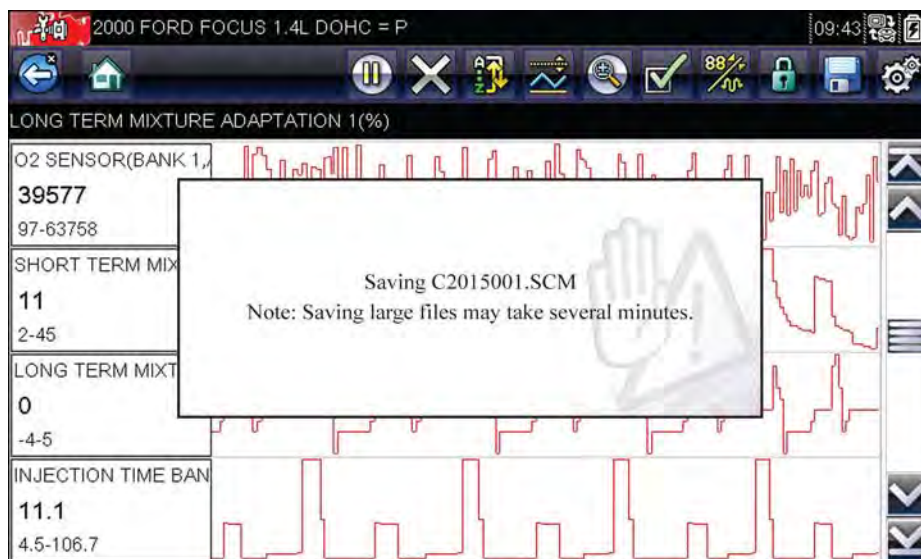 2000 FORD FOCUS 1.4L DOHC = P
09:43
LONG TERM MIXTURE ADAPTATION 1(%)
O2 SENSOR(BANK 1,
39577
97-63758
SHORT TERM MIX
11
2-45
LONG TERM MIXT
0
-4-5
INJECTION TIME BAN
11.1
4.5-106.7
Saving C2015001.SCM
Note: Saving large files may take several minutes.